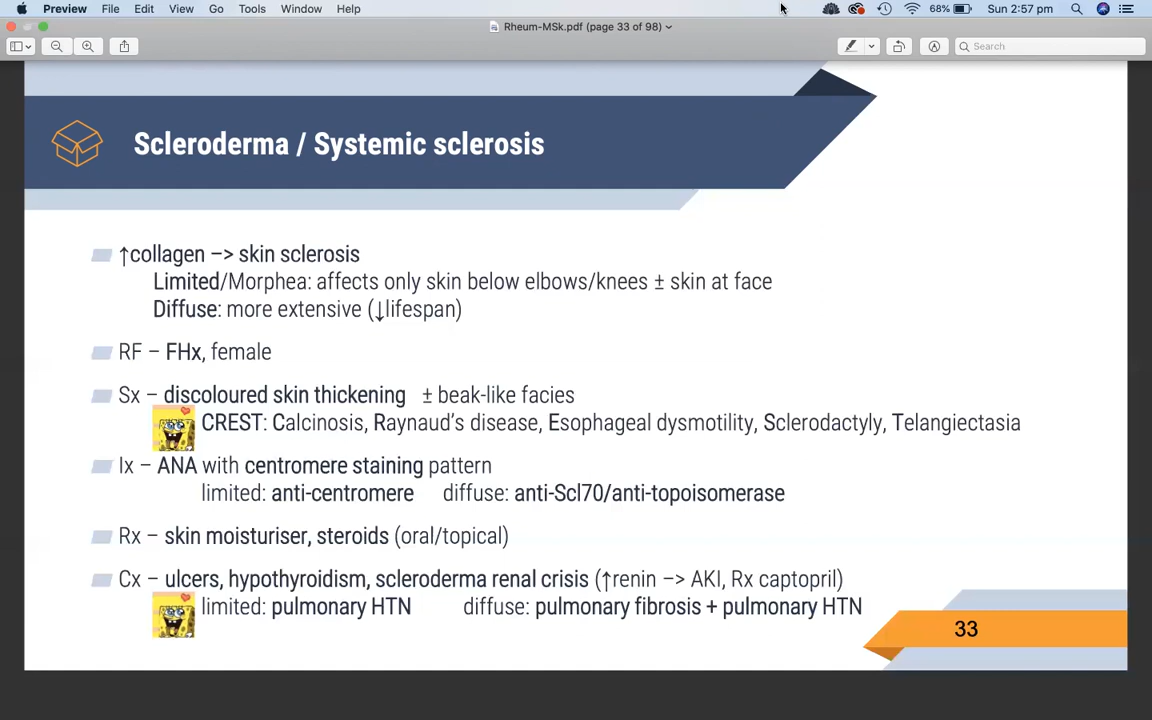 Preview File Edit View Go Tools Window Help 68% Sun 2:57 pm
Rheum-MSk.pdf (page 33 of 98)
Search
Scleroderma / Systemic sclerosis
↑collagen –> skin sclerosis
Limited/Morphea: affects only skin below elbows/knees ± skin at face
Diffuse: more extensive (↓lifespan)
RF – FHx, female
Sx – discoloured skin thickening ± beak-like facies
CREST: Calcinosis, Raynaud's disease, Esophageal dysmotility, Sclerodactyly, Telangiectasia
Ix – ANA with centromere staining pattern
limited: anti-centromere diffuse: anti-Scl70/anti-topoisomerase
Rx – skin moisturiser, steroids (oral/topical)
Cx – ulcers, hypothyroidism, scleroderma renal crisis (↑renin –> AKI, Rx captopril)
limited: pulmonary HTN diffuse: pulmonary fibrosis + pulmonary HTN
33